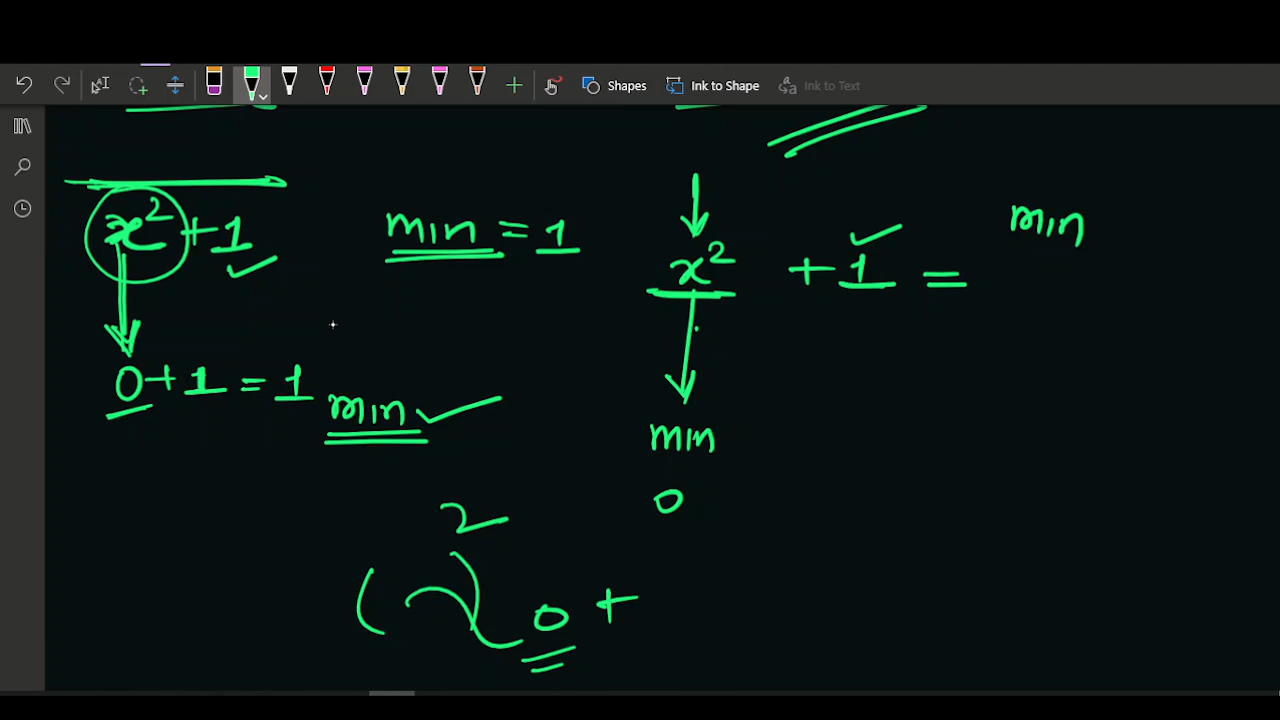 Shapes Ink to Shape Ink to Text
x² + 1 min = 1
0 + 1 = 1 min
x² + 1 = min
min
0
( )² 0 +